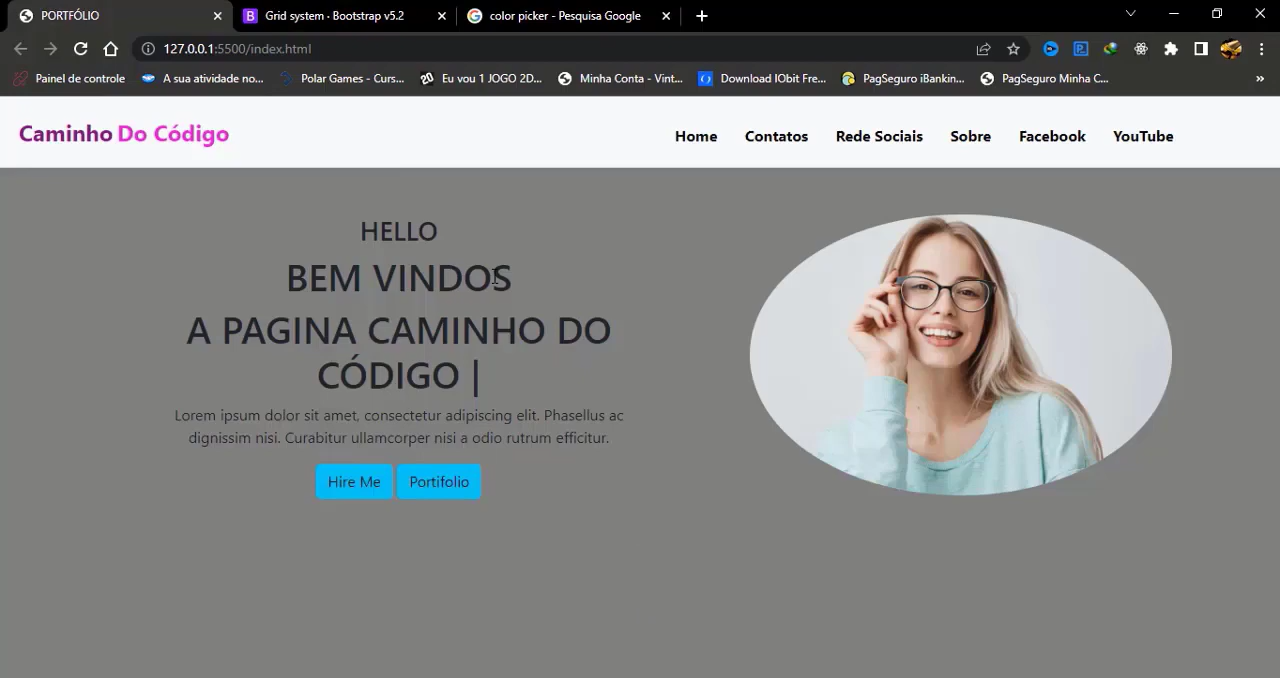 PORTFÓLIO
Grid system · Bootstrap v5.2
color picker - Pesquisa Google
127.0.0.1:5500/index.html
Painel de controle
A sua atividade no...
Polar Games - Curs...
Eu vou 1 JOGO 2D...
Minha Conta - Vint...
Download IObit Fre...
PagSeguro iBankin...
PagSeguro Minha C...
Caminho Do Código
Home
Contatos
Rede Sociais
Sobre
Facebook
YouTube
HELLO
BEM VINDOS
A PAGINA CAMINHO DO
CÓDIGO |
Lorem ipsum dolor sit amet, consectetur adipiscing elit. Phasellus ac
dignissim nisi. Curabitur ullamcorper nisi a odio rutrum efficitur.
Hire Me
Portifolio